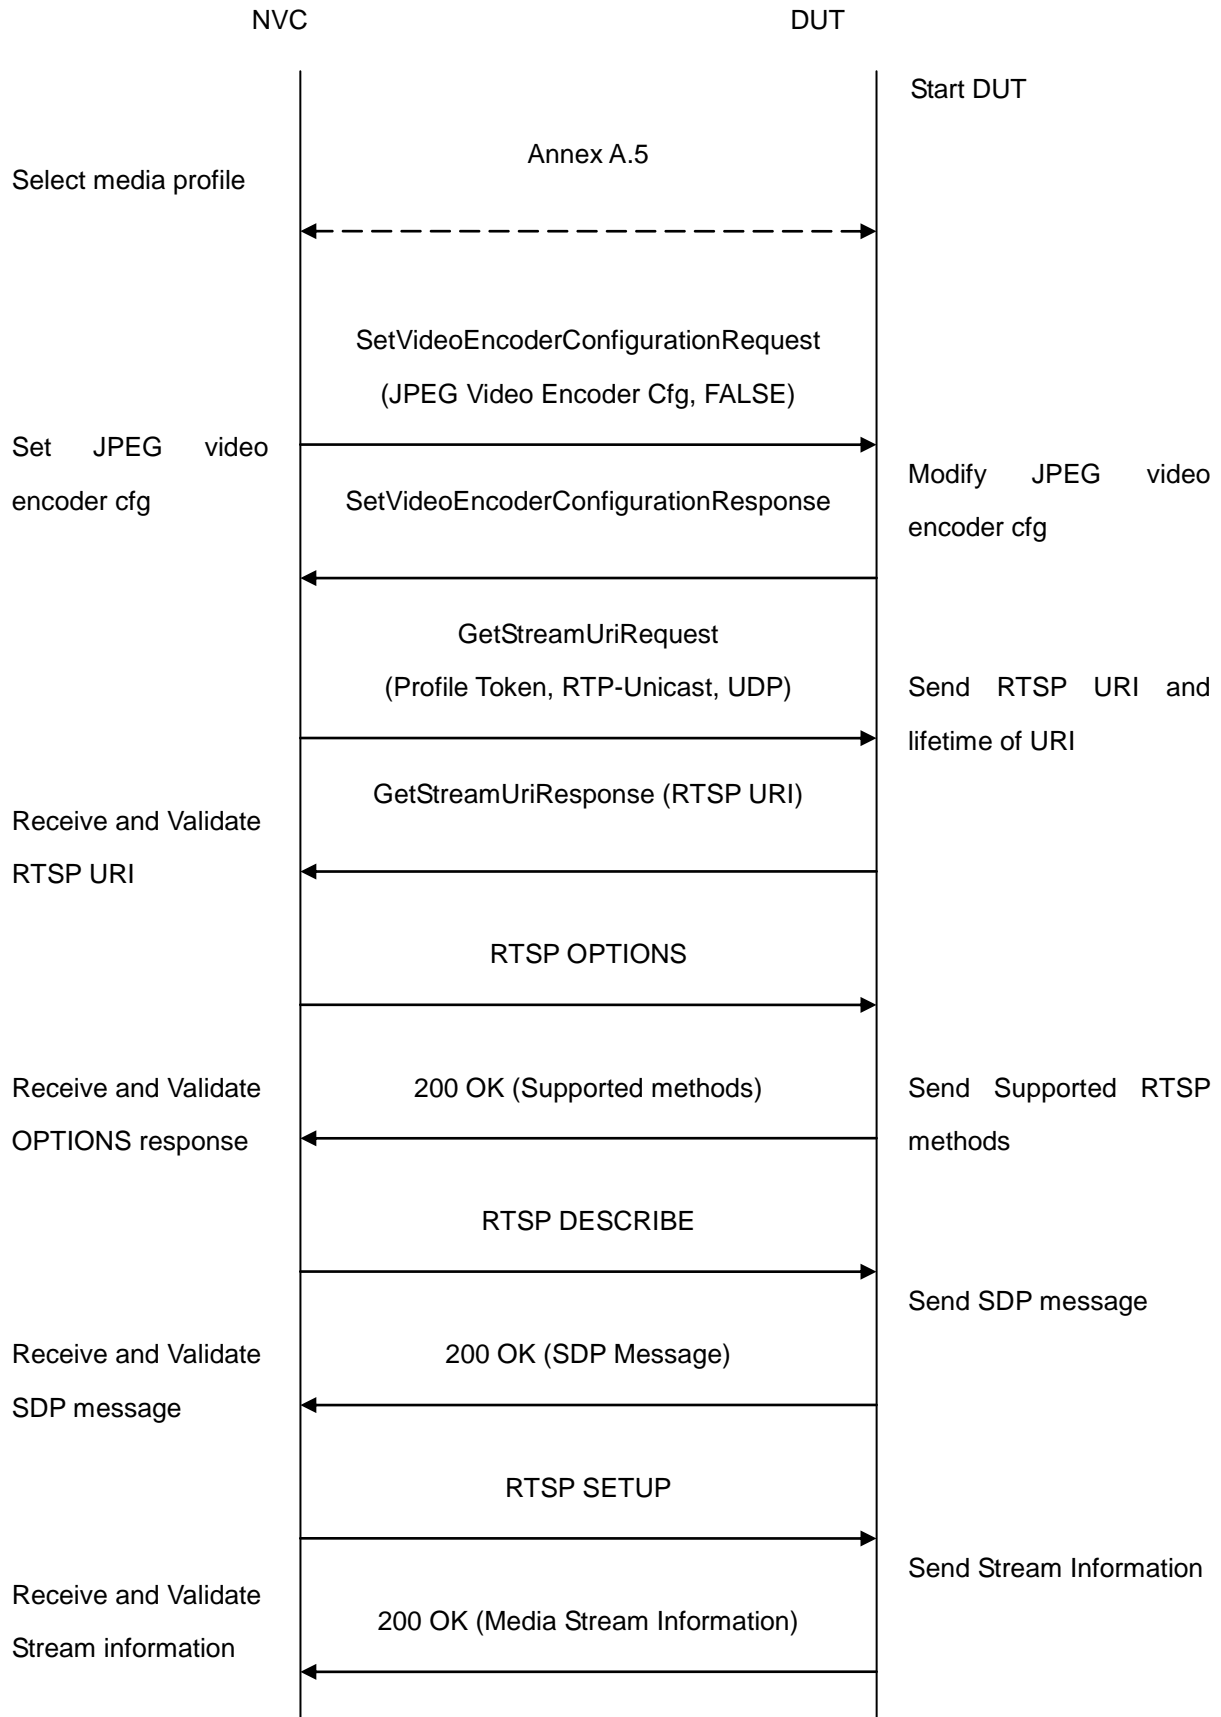 NVC
DUT
Start DUT
Annex A.5
Select media profile
SetVideoEncoderConfigurationRequest
(JPEG Video Encoder Cfg, FALSE)
Set JPEG video
encoder cfg
Modify JPEG video
encoder cfg
SetVideoEncoderConfigurationResponse
GetStreamUriRequest
(Profile Token, RTP-Unicast, UDP)
Send RTSP URI and
lifetime of URI
GetStreamUriResponse (RTSP URI)
Receive and Validate
RTSP URI
RTSP OPTIONS
Receive and Validate
OPTIONS response
200 OK (Supported methods)
Send Supported RTSP
methods
RTSP DESCRIBE
Send SDP message
Receive and Validate
SDP message
200 OK (SDP Message)
RTSP SETUP
Send Stream Information
Receive and Validate
Stream information
200 OK (Media Stream Information)